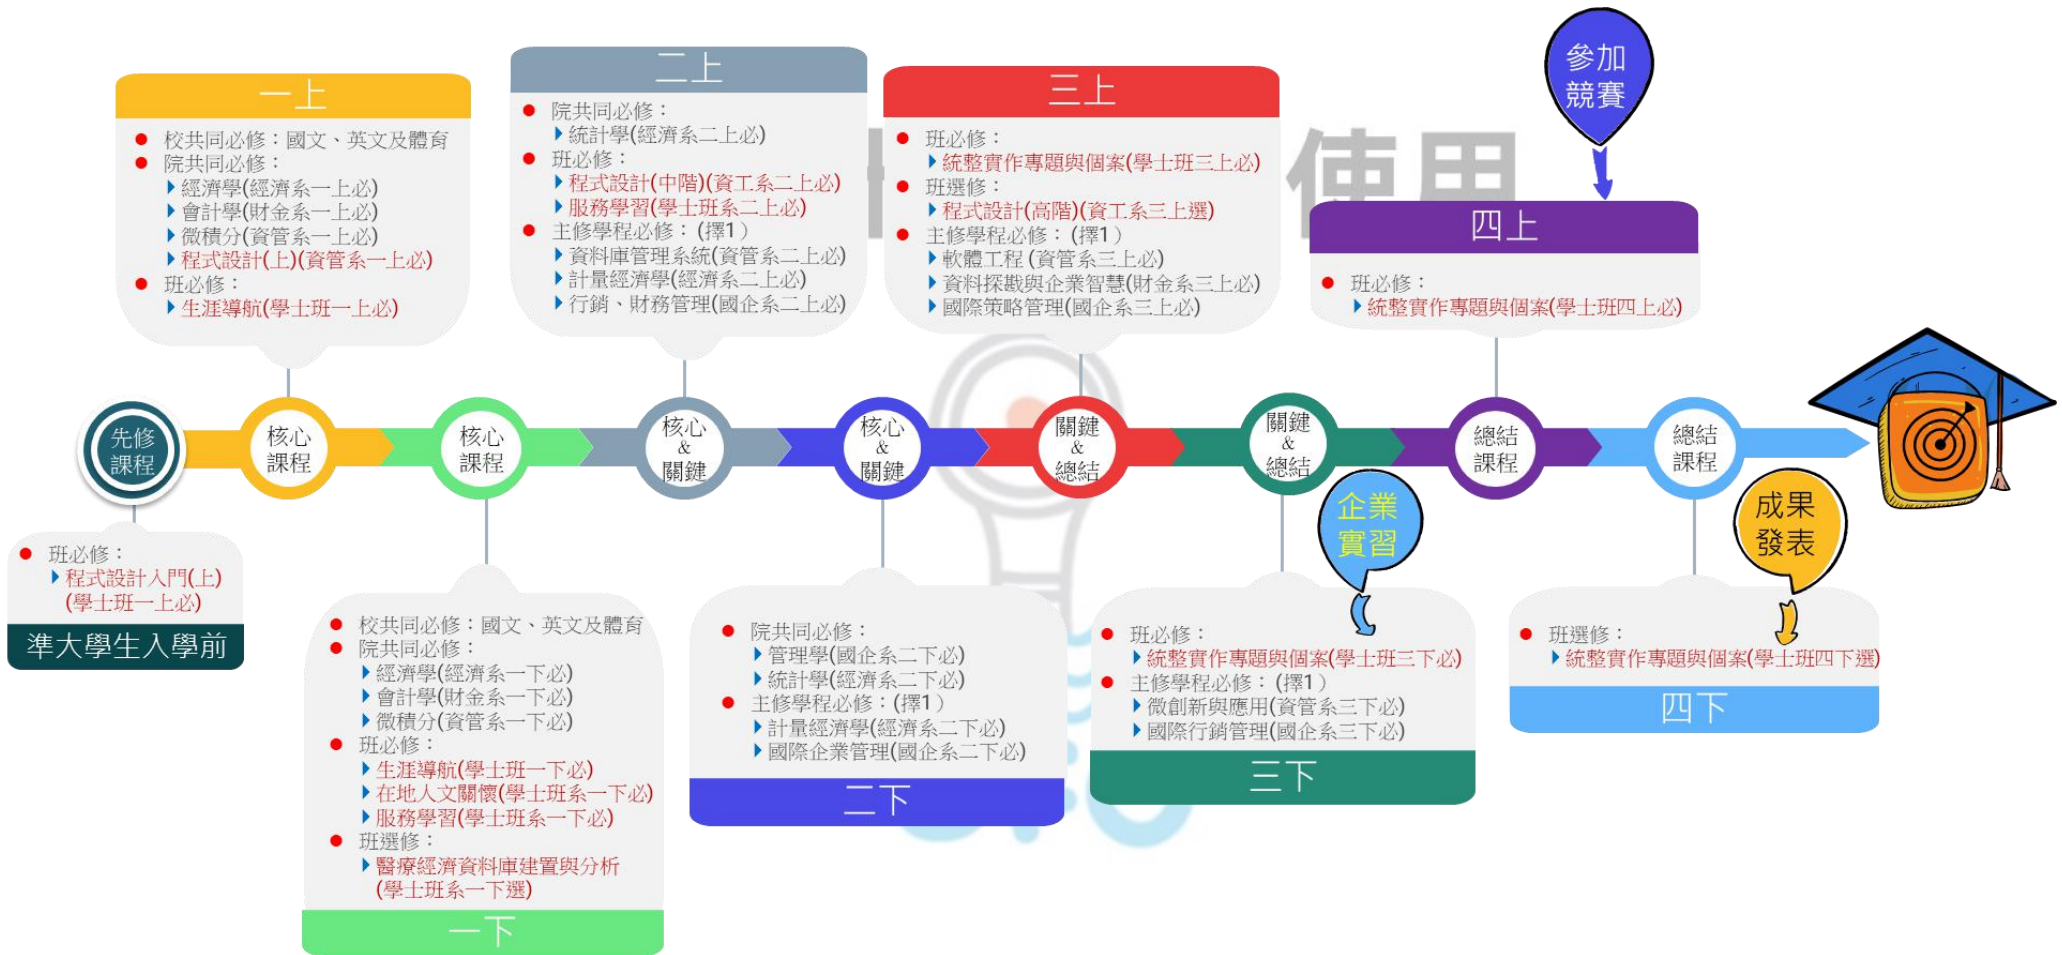 一上
校共同必修：國文、英文及體育
院共同必修：
經濟學(經濟系一上必)
會計學(財金系一上必)
微積分(資管系一上必)
程式設計(上)(資管系一上必)
班必修：
生涯導航(學士班一上必)
二上
院共同必修：
統計學(經濟系二上必)
班必修：
程式設計(中階)(資工系二上必)
服務學習(學士班系二上必)
主修學程必修：(擇1)
資料庫管理系統(資管系二上必)
計量經濟學(經濟系二上必)
行銷、財務管理(國企系二上必)
三上
班必修：
統整實作專題與個案(學士班三上必)
班選修：
程式設計(高階)(資工系三上選)
主修學程必修：(擇1)
軟體工程 (資管系三上必)
資料探戡與企業智慧(財金系三上必)
國際策略管理(國企系三上必)
參加
競賽
使用
四上
班必修：
統整實作專題與個案(學士班四上必)
先修
課程
核心
課程
核心
課程
核心
&
關鍵
核心
&
關鍵
關鍵
&
總結
關鍵
&
總結
總結
課程
總結
課程
班必修：
程式設計入門(上)
(學士班一上必)
準大學生入學前
校共同必修：國文、英文及體育
院共同必修：
經濟學(經濟系一下必)
會計學(財金系一下必)
微積分(資管系一下必)
班必修：
生涯導航(學士班一下必)
在地人文關懷(學士班系一下必)
服務學習(學士班系一下必)
班選修：
醫療經濟資料庫建置與分析
(學士班系一下選)
一下
院共同必修：
管理學(國企系二下必)
統計學(經濟系二下必)
主修學程必修：(擇1)
計量經濟學(經濟系二下必)
國際企業管理(國企系二下必)
二下
企業
實習
班必修：
統整實作專題與個案(學士班三下必)
主修學程必修：(擇1)
微創新與應用(資管系三下必)
國際行銷管理(國企系三下必)
三下
成果
發表
班選修：
統整實作專題與個案(學士班四下選)
四下